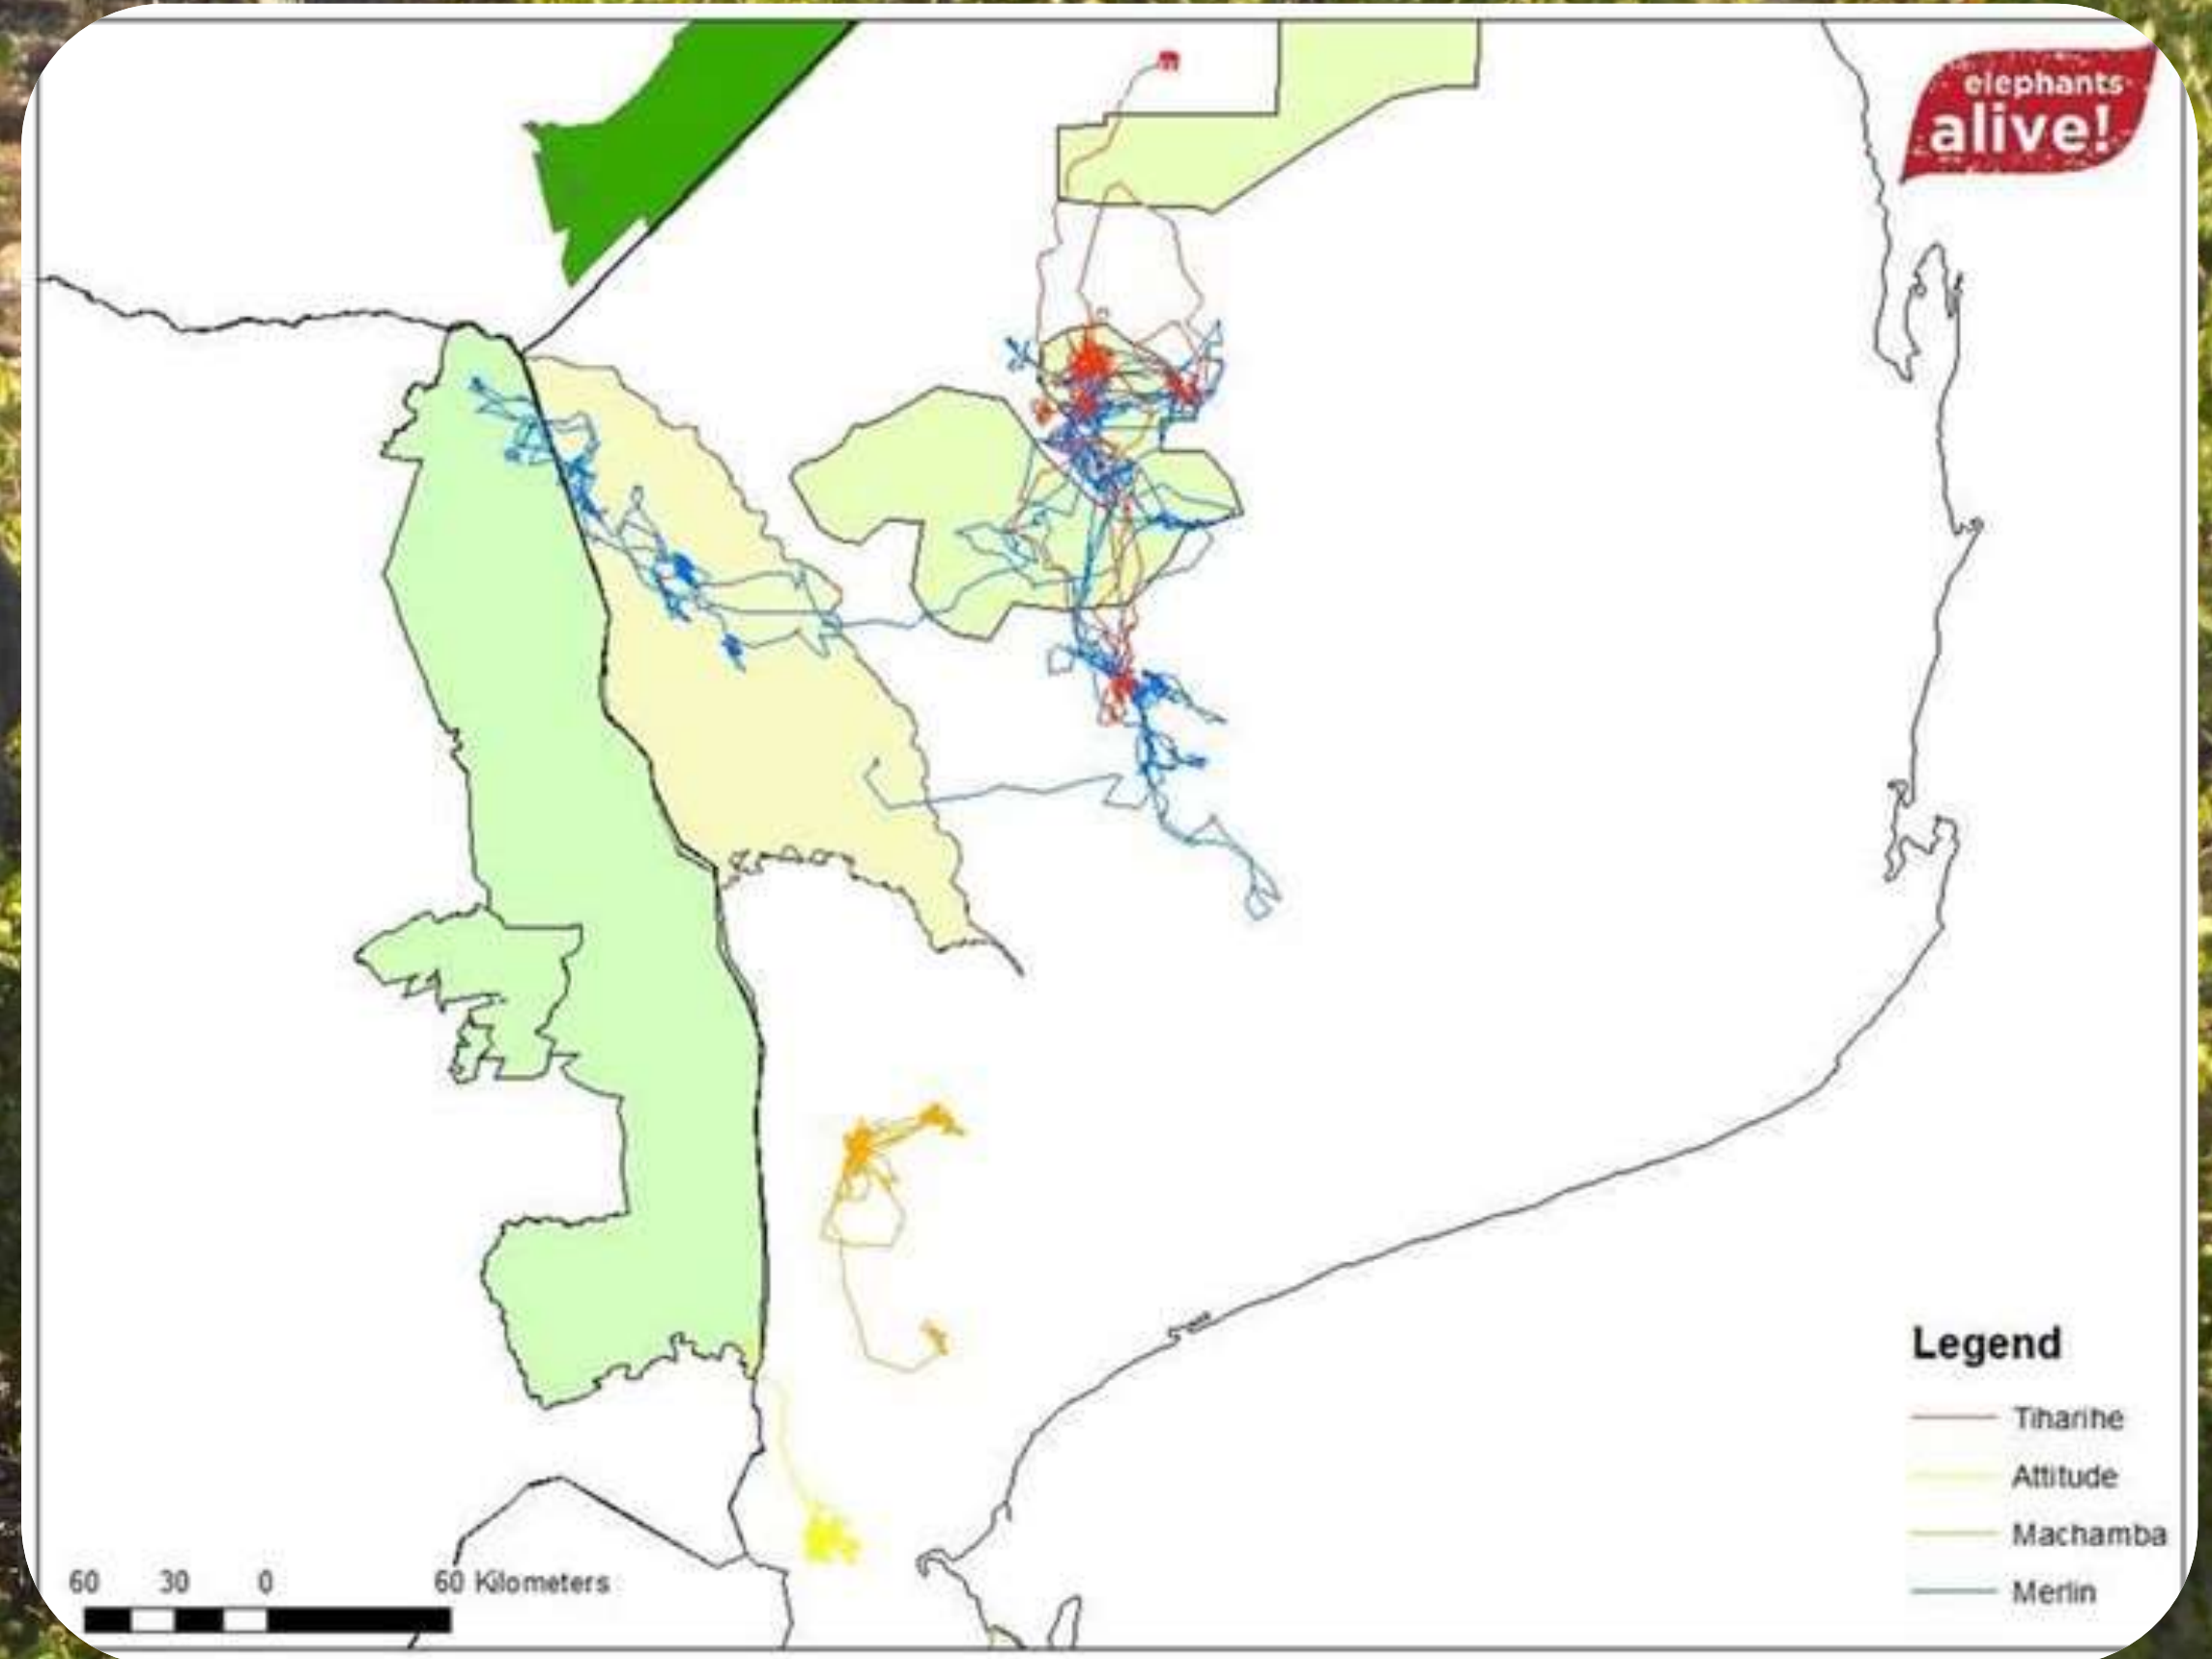 elephants
alive!
Legend
Tiharihe
Attitude
Machamba
Merlin
60 30 0 60 Kilometers